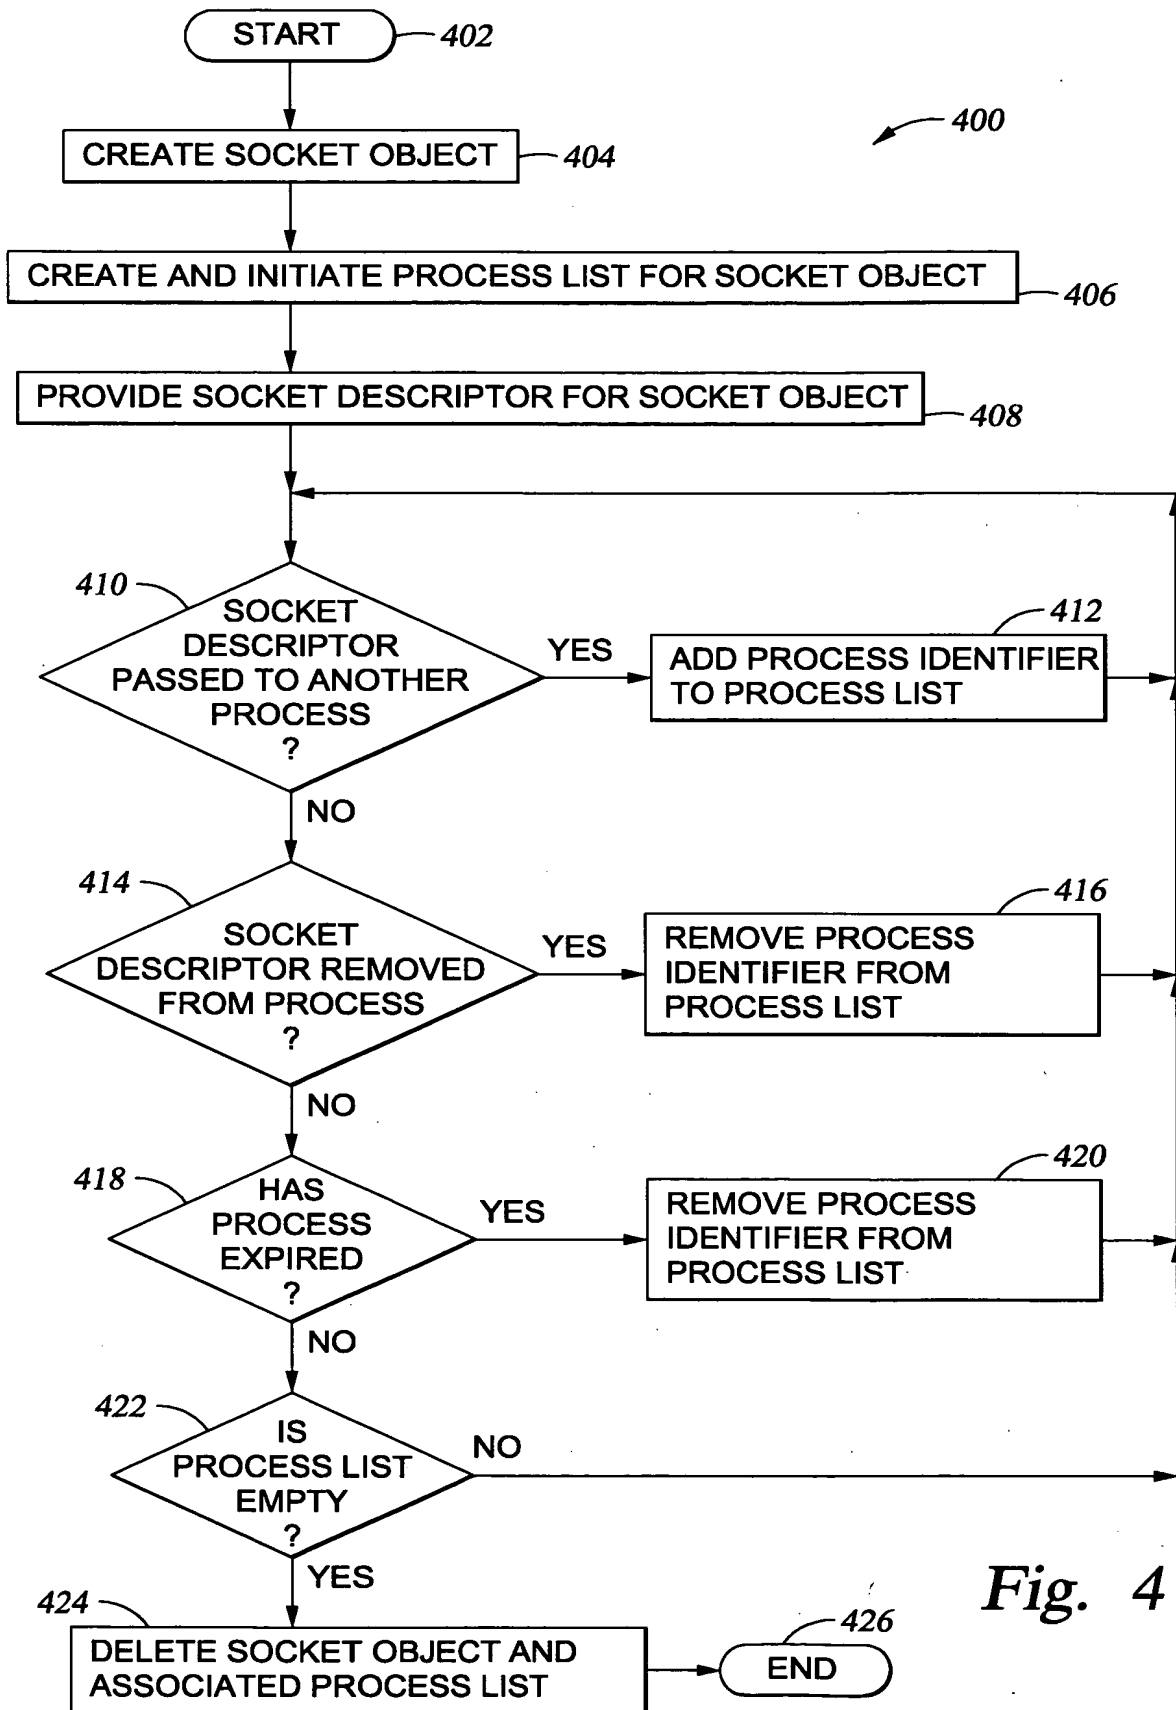 START
402
400
CREATE SOCKET OBJECT
404
CREATE AND INITIATE PROCESS LIST FOR SOCKET OBJECT
406
PROVIDE SOCKET DESCRIPTOR FOR SOCKET OBJECT
408
410
SOCKET
DESCRIPTOR
PASSED TO ANOTHER
PROCESS
?
YES
412
ADD PROCESS IDENTIFIER
TO PROCESS LIST
NO
414
SOCKET
DESCRIPTOR REMOVED
FROM PROCESS
?
YES
416
REMOVE PROCESS
IDENTIFIER FROM
PROCESS LIST
NO
418
HAS
PROCESS
EXPIRED
?
YES
420
REMOVE PROCESS
IDENTIFIER FROM
PROCESS LIST
NO
422
IS
PROCESS LIST
EMPTY
?
NO
YES
424
DELETE SOCKET OBJECT AND
ASSOCIATED PROCESS LIST
426
END
Fig. 4